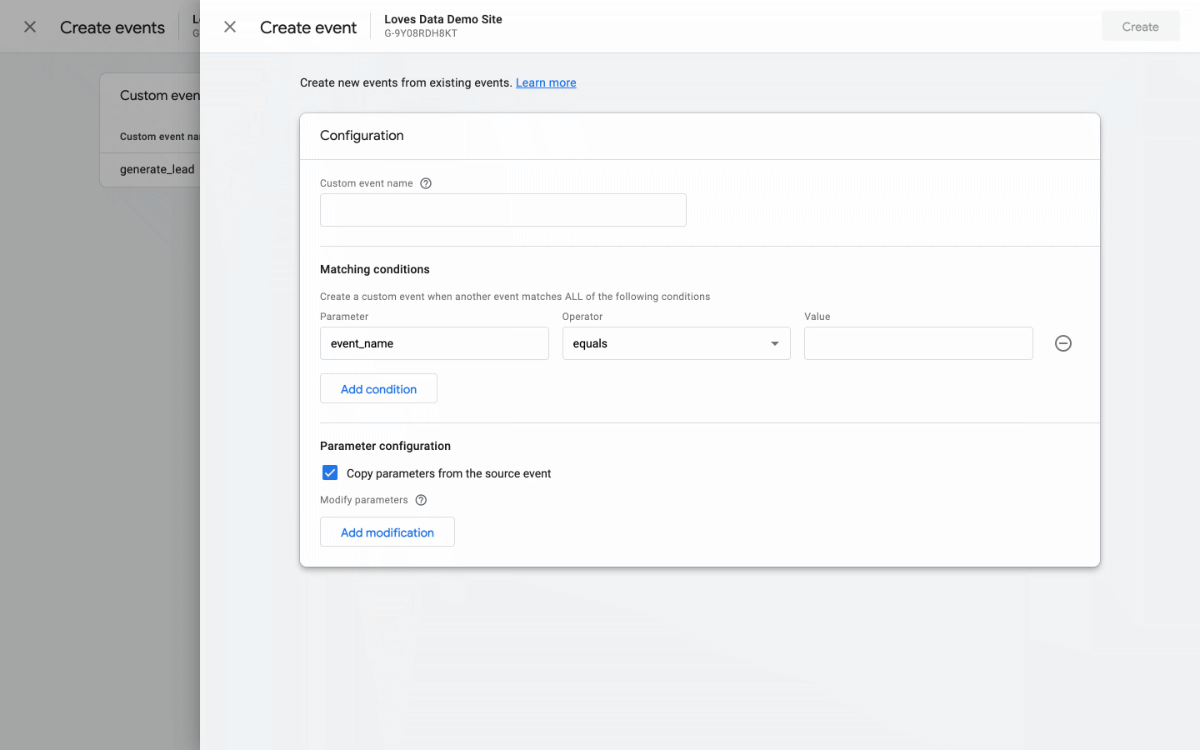 Create events
L
G
Custom even
Custom event na
generate_lead
Create event
Loves Data Demo Site
G-9Y08RDH8KT
Create
Create new events from existing events. Learn more
Configuration
Custom event name
Matching conditions
Create a custom event when another event matches ALL of the following conditions
Parameter Operator Value
event_name equals
Add condition
Parameter configuration
Copy parameters from the source event
Modify parameters
Add modification